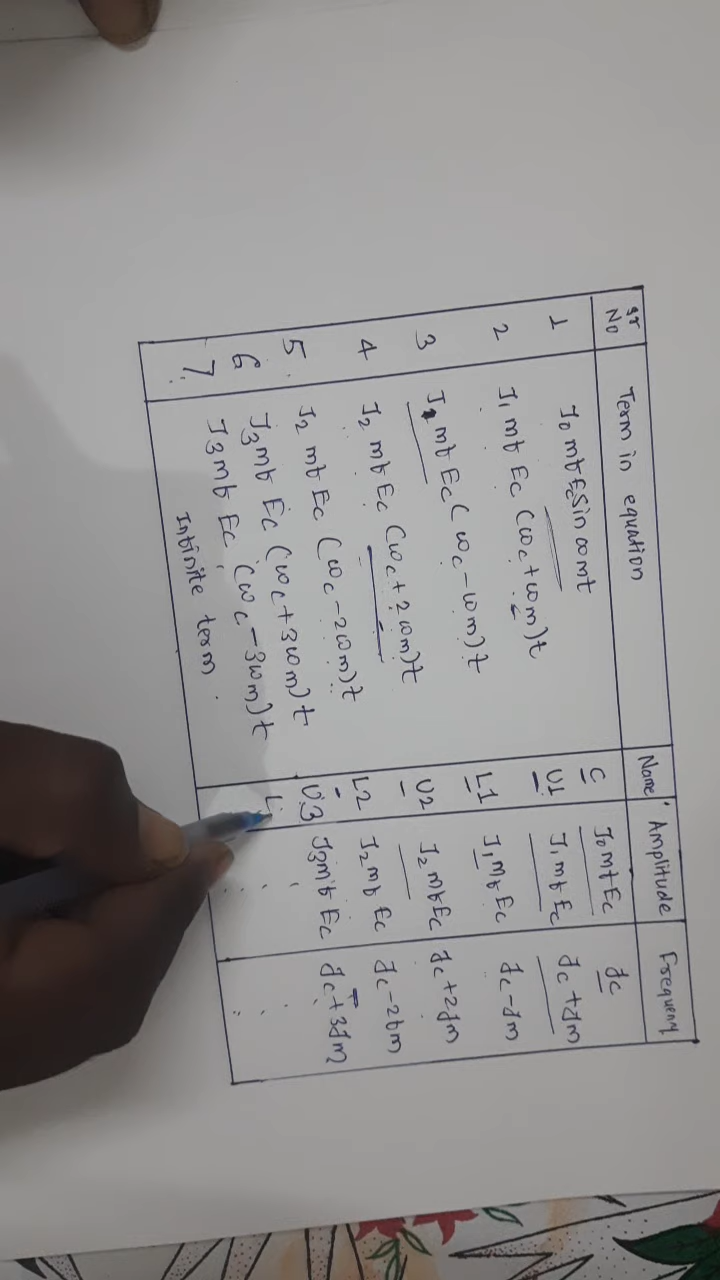 Sr No Term in equation Name Amplitude Frequency
1 J0 mf Ec Sin ωmt C J0 mf Ec fc
2 J1 mf Ec (ωc+ωm)t U1 J1 mf Ec fc+fm
3 J1 mf Ec (ωc-ωm)t L1 J1 mf Ec fc-fm
4 J2 mf Ec (ωc+2ωm)t U2 J2 mf Ec fc+2fm
5. J2 mf Ec (ωc-2ωm)t L2 J2 mf Ec fc-2fm
6 J3 mf Ec (ωc+3ωm)t U3 J3 mf Ec fc+3fm
7. J3 mf Ec (ωc-3ωm)t L
Infinite term.